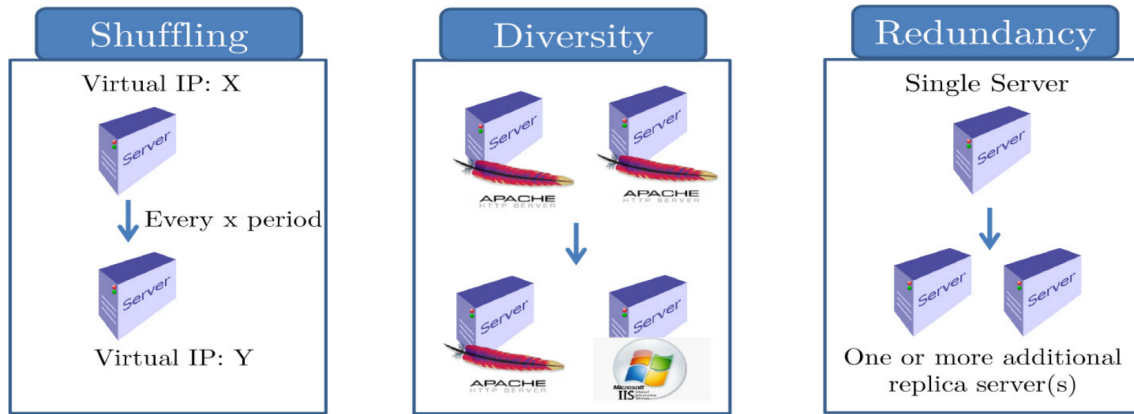 Shuffling
Virtual IP: X
Server
Every x period
Server
Virtual IP: Y
Diversity
Server
APACHE
HTTP SERVER
Server
APACHE
HTTP SERVER
Server
APACHE
HTTP SERVER
Server
Microsoft
IIS
Redundancy
Single Server
Server
Server
Server
One or more additional
replica server(s)